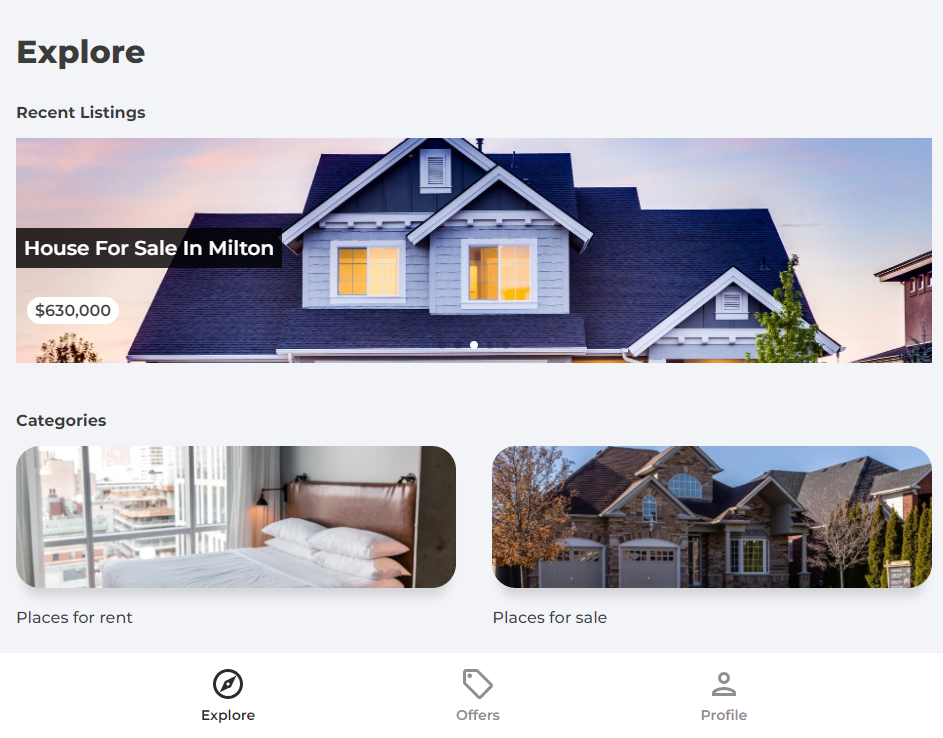 Explore
Recent Listings
House For Sale In Milton
$630,000
Categories
Places for rent
Places for sale
Explore
Offers
Profile